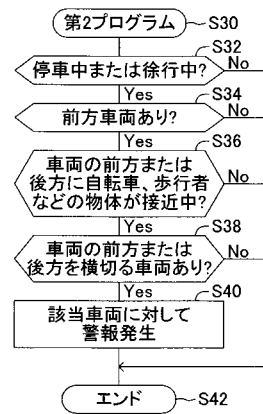 第2プログラム
S30
S32
停車中または徐行中?
No
Yes
S34
前方車両あり?
No
Yes
S36
車両の前方または
後方に自転車、歩行者
などの物体が接近中?
No
Yes
S38
車両の前方または
後方を横切る車両あり?
No
Yes
S40
該当車両に対して
警報発生
エンド
S42